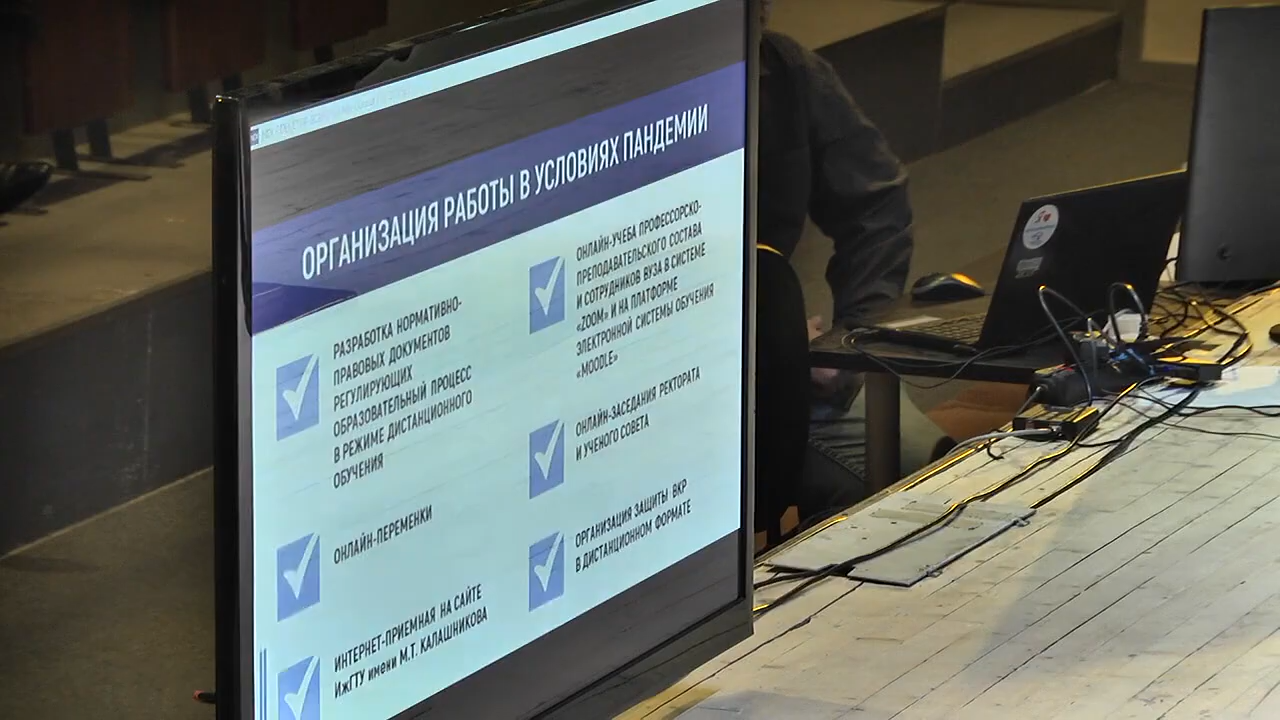 ОРГАНИЗАЦИЯ РАБОТЫ В УСЛОВИЯХ ПАНДЕМИИ
РАЗРАБОТКА НОРМАТИВНО-
ПРАВОВЫХ ДОКУМЕНТОВ
РЕГУЛИРУЮЩИХ
ОБРАЗОВАТЕЛЬНЫЙ ПРОЦЕСС
В РЕЖИМЕ ДИСТАНЦИОННОГО
ОБУЧЕНИЯ
ОНЛАЙН-ПЕРЕМЕНКИ
ИНТЕРНЕТ-ПРИЕМНАЯ НА САЙТЕ
ИжГТУ имени М.Т. КАЛАШНИКОВА
ОНЛАЙН-УЧЕБА ПРОФЕССОРСКО-
ПРЕПОДАВАТЕЛЬСКОГО СОСТАВА
И СОТРУДНИКОВ ВУЗА В СИСТЕМЕ
«ZOOM» И НА ПЛАТФОРМЕ
ЭЛЕКТРОННОЙ СИСТЕМЫ ОБУЧЕНИЯ
«MOODLE»
ОНЛАЙН-ЗАСЕДАНИЯ РЕКТОРАТА
И УЧЕНОГО СОВЕТА
ОРГАНИЗАЦИЯ ЗАЩИТЫ ВКР
В ДИСТАНЦИОННОМ ФОРМАТЕ